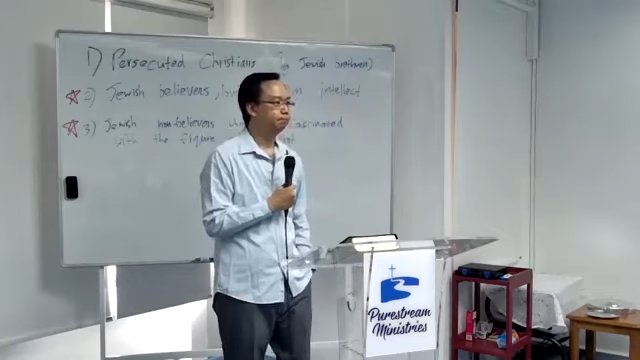 1) Persecuted Christians (to Jewish brethren)
2) Jewish believers, intellect
3) Jewish non-believers fascinated
with the figure
Purestream
Ministries